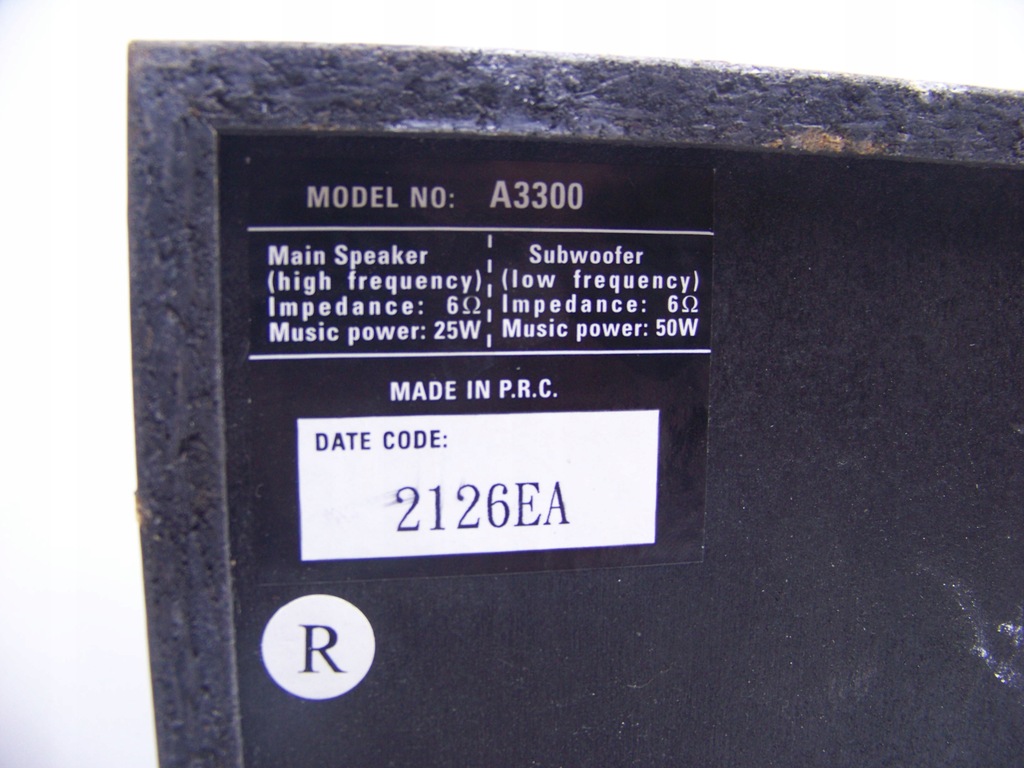 MODEL NO: A3300
Main Speaker
(high frequency)
Impedance: 6Ω
Music power: 25W
Subwoofer
(low frequency)
Impedance: 6Ω
Music power: 50W
MADE IN P.R.C.
DATE CODE:
2126EA
R